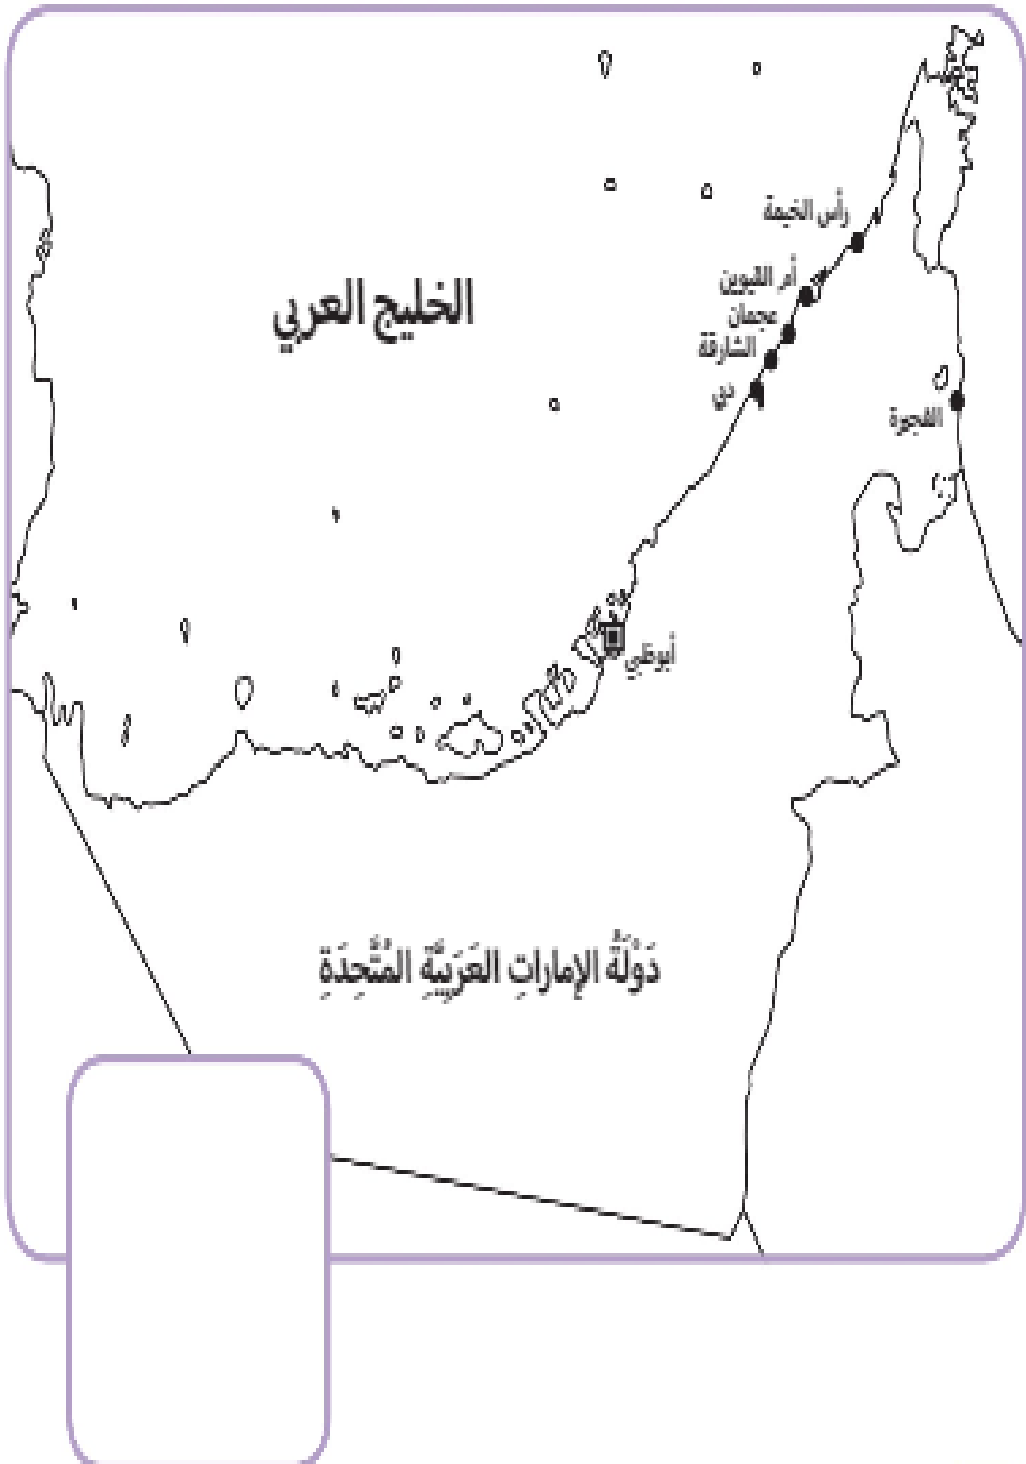 رأس الخيمة
أم القيوين
الخليج العربي
عجمان
الشارقة
دبي
الفجيرة
أبوظبي
دَوْلَةُ الإماراتِ العَرَبِيَّةِ المُتَّحِدَةِ